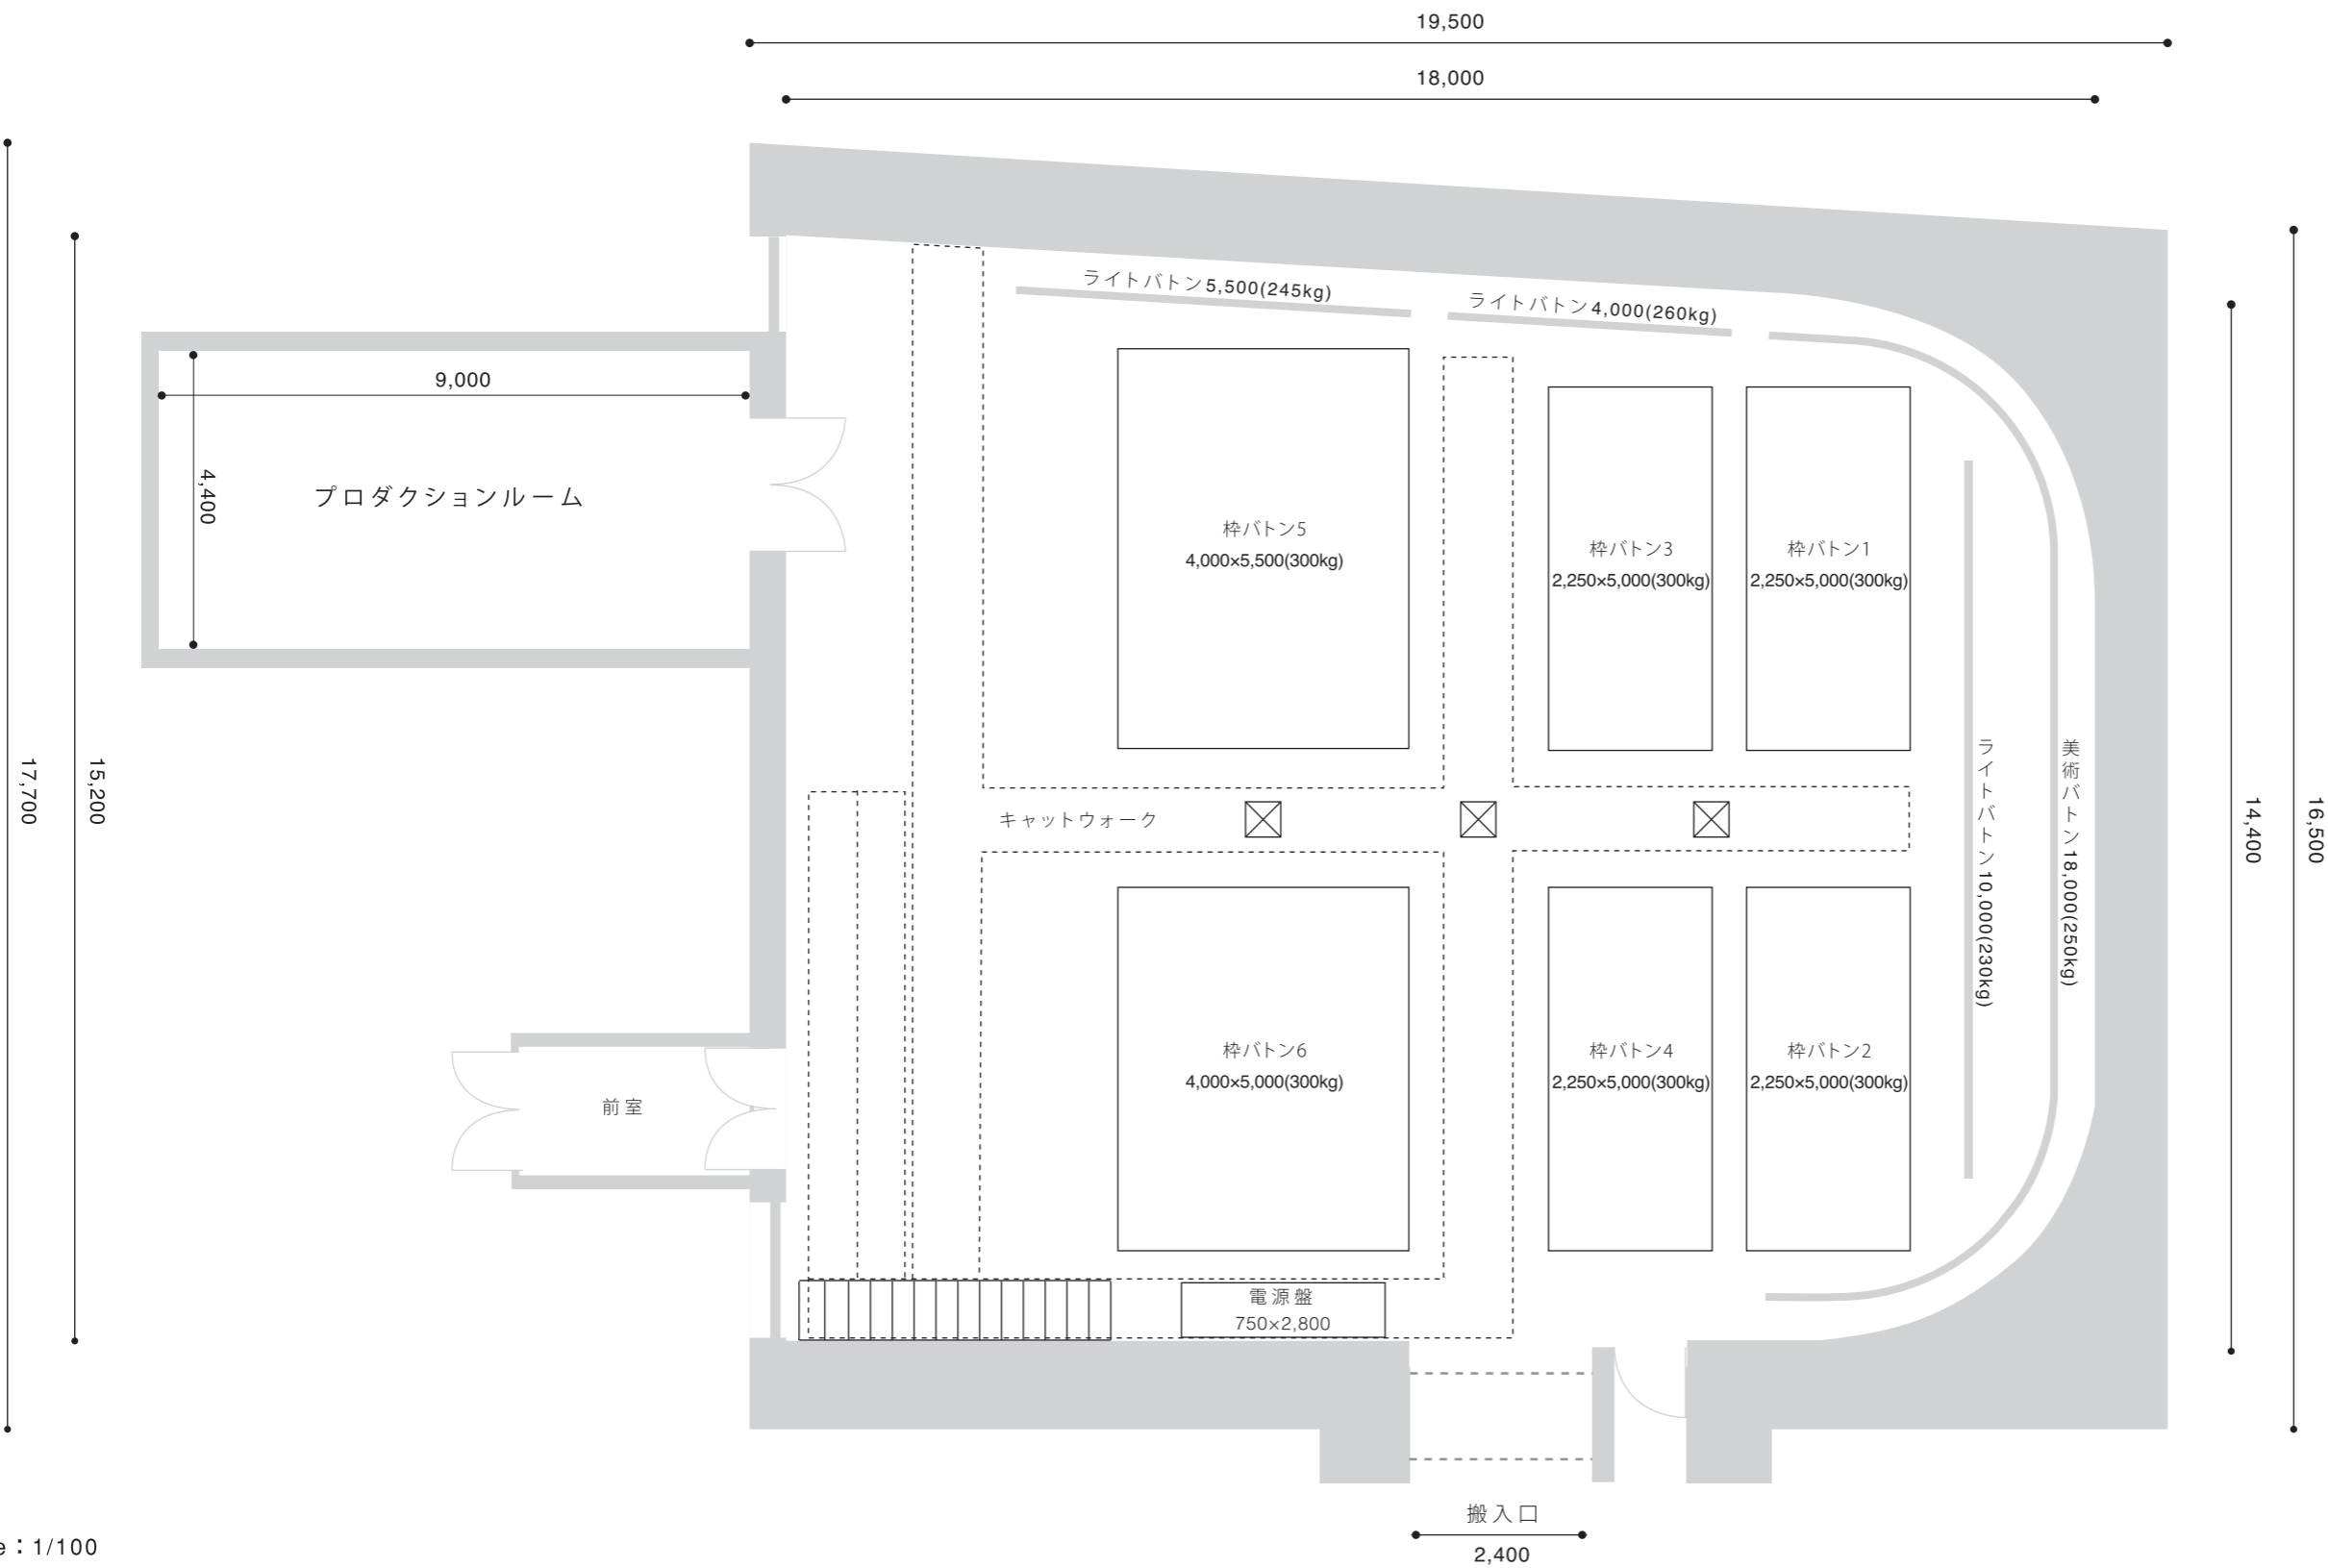 19,500
18,000
ライトバトン5,500(245kg)
ライトバトン4,000(260kg)
9,000
4,400
プロダクションルーム
枠バトン5
4,000×5,500(300kg)
枠バトン3
2,250×5,000(300kg)
枠バトン1
2,250×5,000(300kg)
17,700
15,200
キャットウォーク
ライトバトン10,000(230kg)
美術バトン18,000(250kg)
14,400
16,500
枠バトン6
4,000×5,000(300kg)
枠バトン4
2,250×5,000(300kg)
枠バトン2
2,250×5,000(300kg)
前室
電源盤
750×2,800
搬入口
2,400
e：1/100